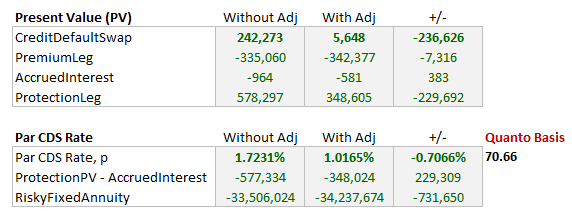 Present Value (PV) Without Adj With Adj +/-
CreditDefaultSwap 242,273 5,648 -236,626
PremiumLeg -335,060 -342,377 -7,316
AccruedInterest -964 -581 383
ProtectionLeg 578,297 348,605 -229,692
Par CDS Rate Without Adj With Adj +/- Quanto Basis
Par CDS Rate, p 1.7231% 1.0165% -0.7066% 70.66
ProtectionPV - AccruedInterest -577,334 -348,024 229,309
RiskyFixedAnnuity -33,506,024 -34,237,674 -731,650